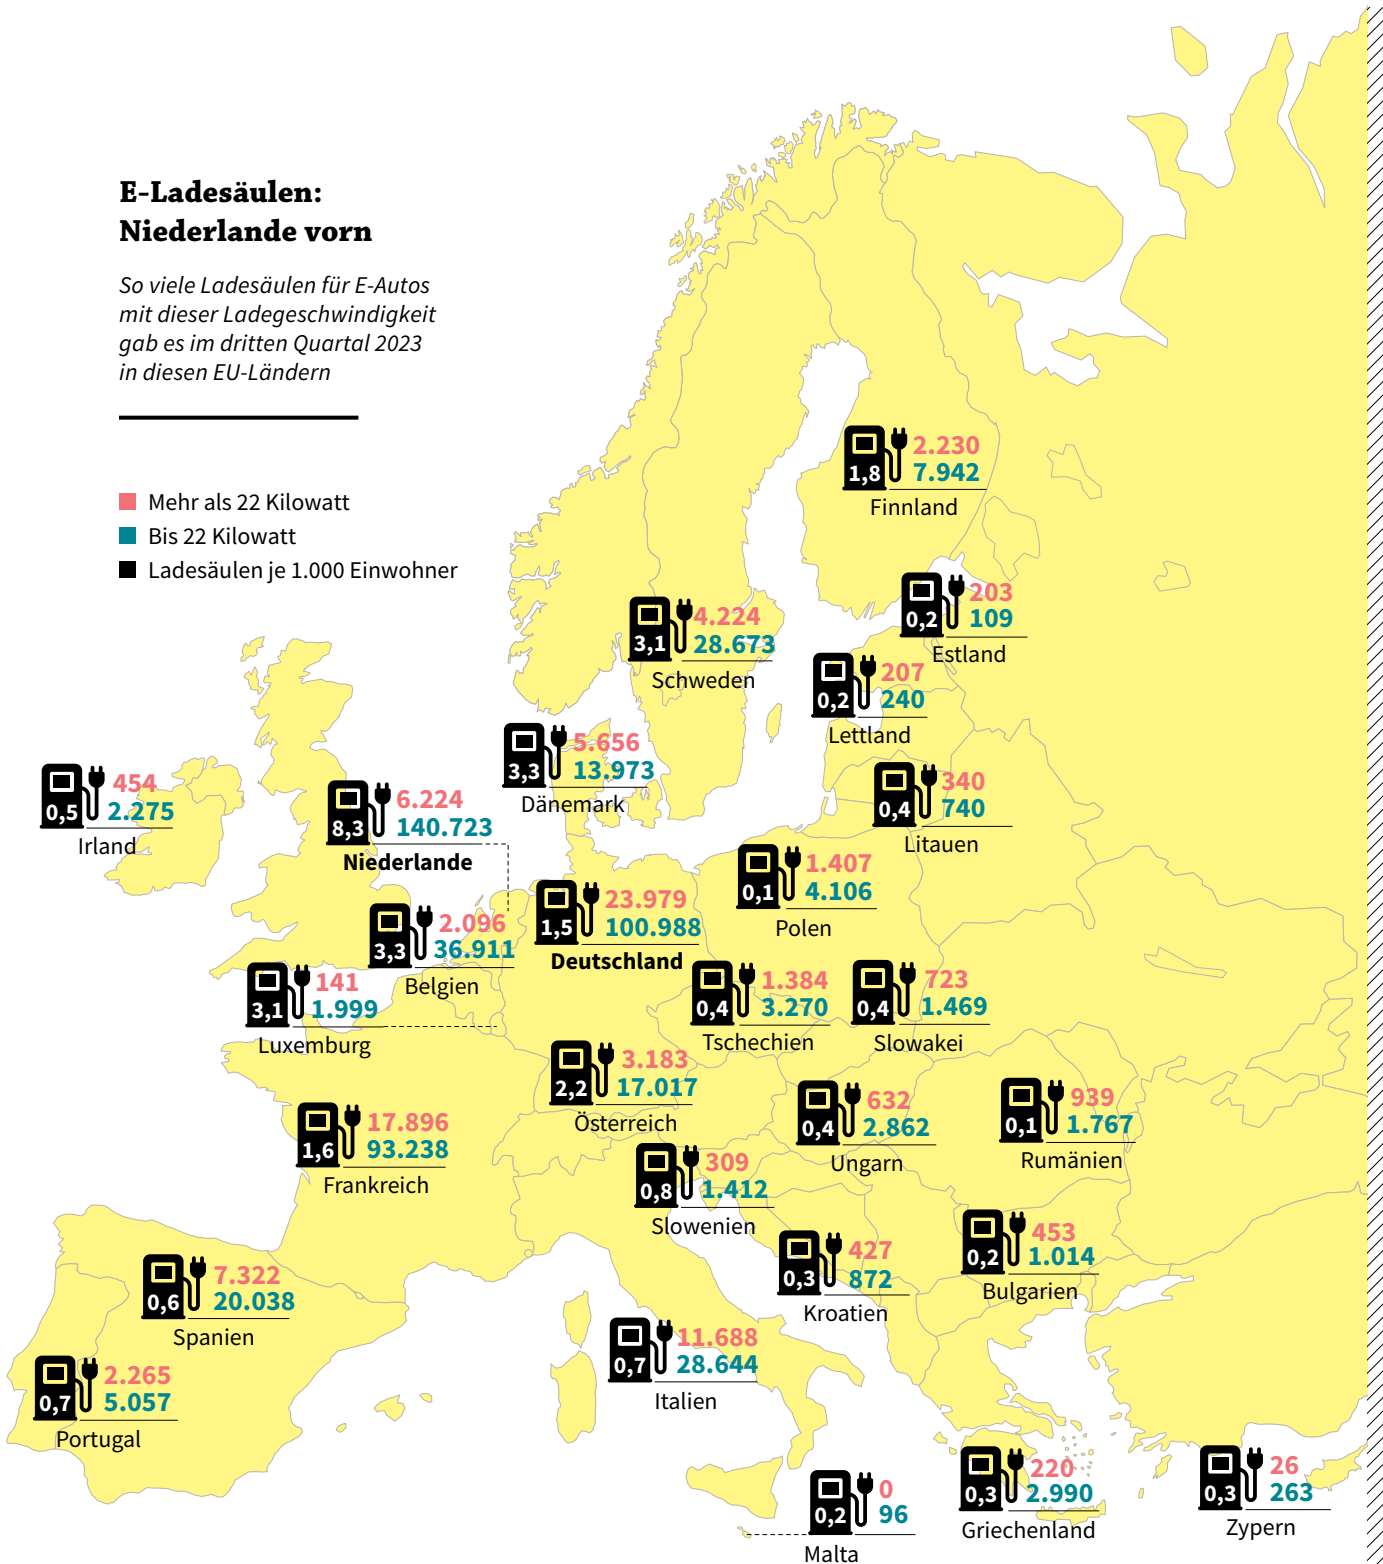 E-Ladesäulen:
Niederlande vorn
So viele Ladesäulen für E-Autos
mit dieser Ladegeschwindigkeit
gab es im dritten Quartal 2023
in diesen EU-Ländern
Mehr als 22 Kilowatt
Bis 22 Kilowatt
Ladesäulen je 1.000 Einwohner
2.230
1,8
7.942
Finnland
203
0,2
109
Estland
4.224
3,1
28.673
Schweden
207
0,2
240
Lettland
5.656
3,3
13.973
Dänemark
454
0,5
2.275
Irland
6.224
8,3
140.723
Niederlande
340
0,4
740
Litauen
1.407
0,1
4.106
Polen
23.979
1,5
100.988
Deutschland
2.096
3,3
36.911
Belgien
141
3,1
1.999
Luxemburg
1.384
0,4
3.270
Tschechien
723
0,4
1.469
Slowakei
3.183
2,2
17.017
Österreich
632
0,4
2.862
Ungarn
939
0,1
1.767
Rumänien
17.896
1,6
93.238
Frankreich
309
0,8
1.412
Slowenien
453
0,2
1.014
Bulgarien
427
0,3
872
Kroatien
7.322
0,6
20.038
Spanien
11.688
0,7
28.644
Italien
2.265
0,7
5.057
Portugal
0
0,2
96
Malta
220
0,3
2.990
Griechenland
26
0,3
263
Zypern